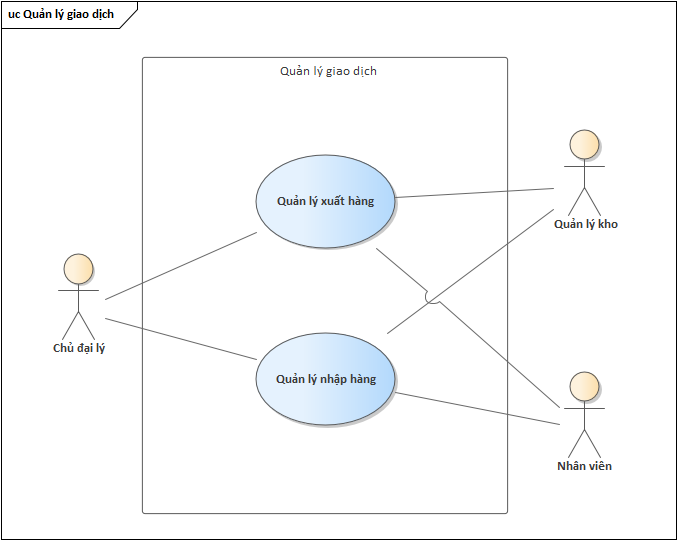 uc Quản lý giao dịch
Quản lý giao dịch
Quản lý xuất hàng
Quản lý kho
Chủ đại lý
Quản lý nhập hàng
Nhân viên